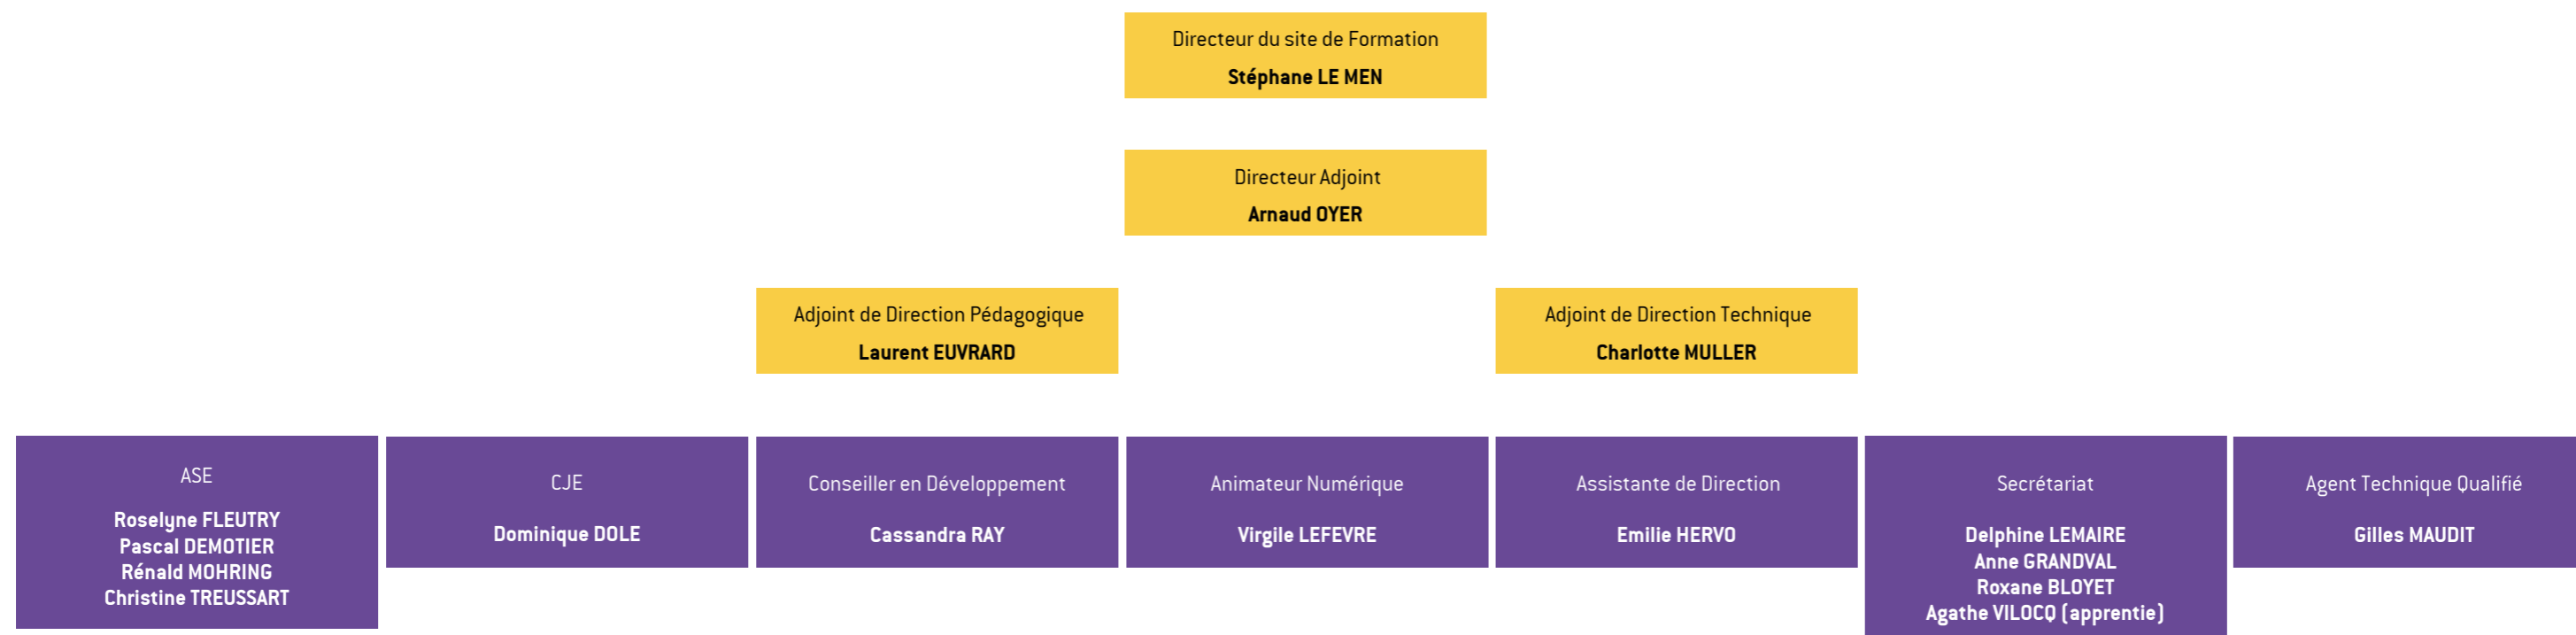 Directeur du site de Formation
Stéphane LE MEN
Directeur Adjoint
Arnaud OYER
Adjoint de Direction Pédagogique
Laurent EUVRARD
Adjoint de Direction Technique
Charlotte MULLER
ASE
Roselyne FLEUTRY
Pascal DEMOTIER
Rénald MOHRING
Christine TREUSSART
CJE
Dominique DOLE
Conseiller en Développement
Cassandra RAY
Animateur Numérique
Virgile LEFEVRE
Assistante de Direction
Emilie HERVO
Secrétariat
Delphine LEMAIRE
Anne GRANDVAL
Roxane BLOYET
Agathe VILOCQ (apprentie)
Agent Technique Qualifié
Gilles MAUDIT